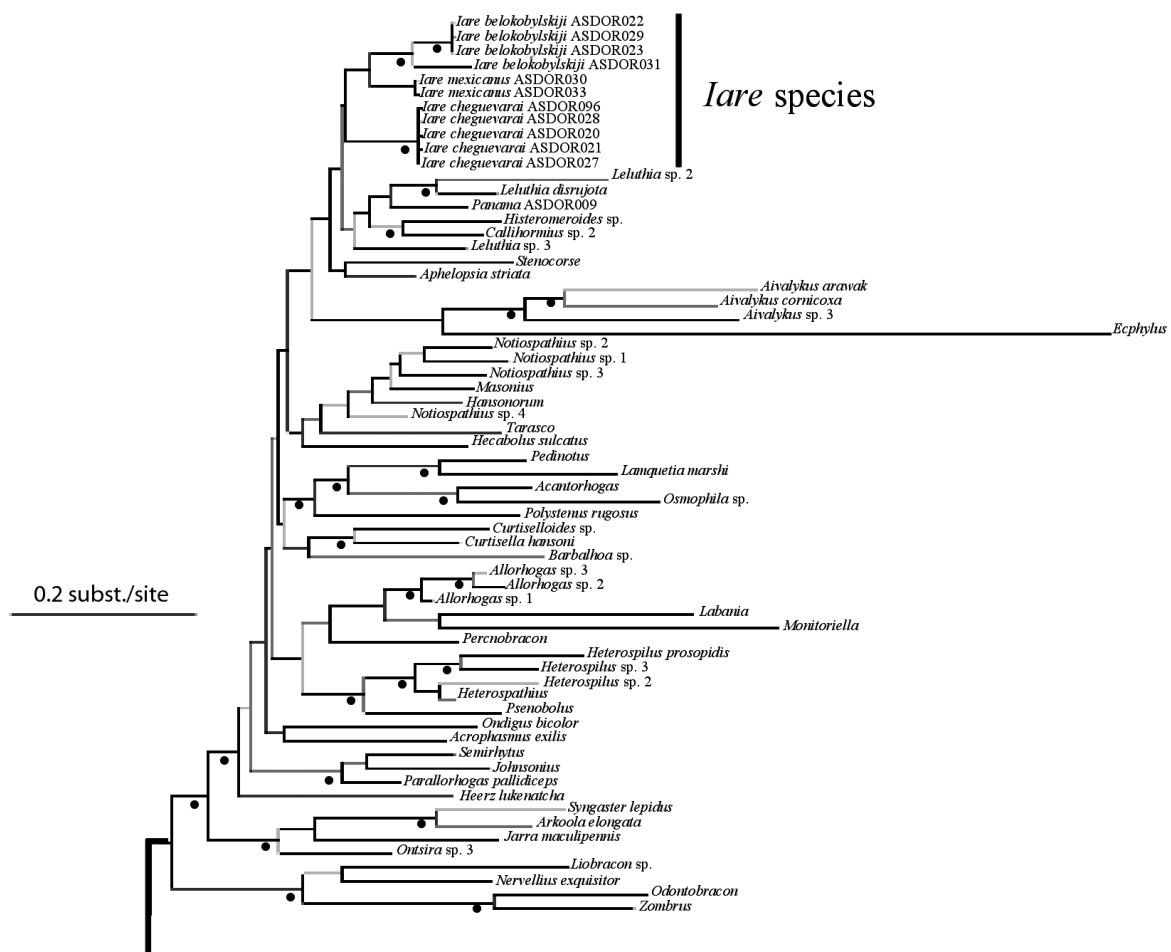 Iare belokobylskiji ASDOR022
Iare belokobylskiji ASDOR029
Iare belokobylskiji ASDOR023
Iare belokobylskiji ASDOR031
Iare mexicanus ASDOR030
Iare mexicanus ASDOR033
Iare species
Iare cheguevarai ASDOR096
Iare cheguevarai ASDOR028
Iare cheguevarai ASDOR020
Iare cheguevarai ASDOR021
Iare cheguevarai ASDOR027
Leluthia sp. 2
Leluthia disrujota
Panama ASDOR009
Histeromeroides sp.
Callihormius sp. 2
Leluthia sp. 3
Stenocorse
Aphelopsia striata
Aivalykus arawak
Aivalykus cornicoxa
Aivalykus sp. 3
Ecphylus
Notiospathius sp. 2
Notiospathius sp. 1
Notiospathius sp. 3
Masonius
Hansonorum
Notiospathius sp. 4
Tarasco
Hecabolus sulcatus
Pedinotus
Lamquetia marshi
Acantorhogas
Osmophila sp.
Polystenus rugosus
Curtiselloides sp.
Curtisella hansoni
Barbalhoa sp.
Allorhogas sp. 3
Allorhogas sp. 2
0.2 subst./site
Allorhogas sp. 1
Labania
Monitoriella
Percnobracon
Heterospilus prosopidis
Heterospilus sp. 3
Heterospilus sp. 2
Heterospathius
Psenobolus
Ondigus bicolor
Acrophasmus exilis
Semirhytus
Johnsonius
Parallorhogas pallidiceps
Heerz lukenatcha
Syngaster lepidus
Arkoola elongata
Jarra maculipennis
Ontsira sp. 3
Liobracon sp.
Nervellius exquisitor
Odontobracon
Zombrus